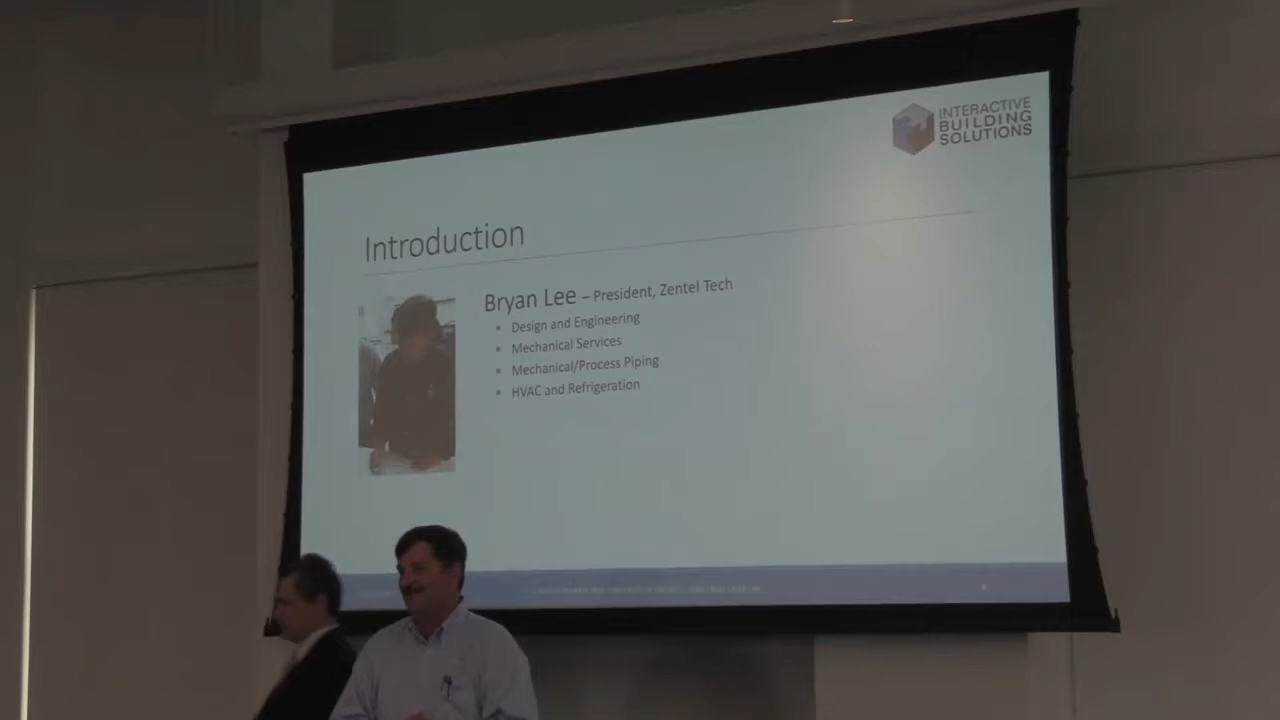 INTERACTIVE
BUILDING
SOLUTIONS
Introduction
Bryan Lee – President, Zentel Tech
Design and Engineering
Mechanical Services
Mechanical/Process Piping
HVAC and Refrigeration